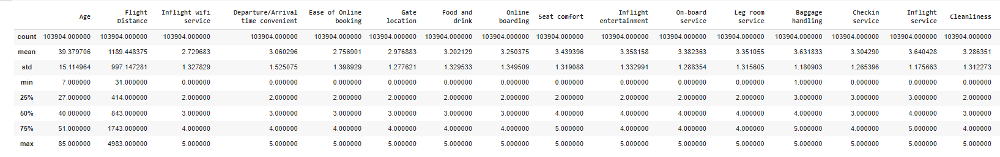 Age Flight Distance Inflight wifi service Departure/Arrival time convenient Ease of Online booking Gate location Food and drink Online boarding Seat comfort Inflight entertainment On-board service Leg room service Baggage handling Checkin service Inflight service Cleanliness
count 103904.000000 103904.000000 103904.000000 103904.000000 103904.000000 103904.000000 103904.000000 103904.000000 103904.000000 103904.000000 103904.000000 103904.000000 103904.000000 103904.000000 103904.000000 103904.000000
mean 39.379706 1189.448375 2.729683 3.060296 2.756901 2.976883 3.202129 3.250375 3.439396 3.358158 3.382363 3.351055 3.631833 3.304290 3.640428 3.286351
std 15.114964 997.147281 1.327829 1.525075 1.398929 1.277621 1.329533 1.349509 1.319088 1.332991 1.288354 1.315605 1.180903 1.265396 1.175663 1.312273
min 7.000000 31.000000 0.000000 0.000000 0.000000 0.000000 0.000000 0.000000 0.000000 0.000000 0.000000 0.000000 1.000000 0.000000 0.000000 0.000000
25% 27.000000 414.000000 2.000000 2.000000 2.000000 2.000000 2.000000 2.000000 2.000000 2.000000 2.000000 2.000000 3.000000 3.000000 3.000000 2.000000
50% 40.000000 843.000000 3.000000 3.000000 3.000000 3.000000 3.000000 3.000000 4.000000 4.000000 4.000000 4.000000 4.000000 3.000000 4.000000 3.000000
75% 51.000000 1743.000000 4.000000 4.000000 4.000000 4.000000 4.000000 4.000000 5.000000 4.000000 4.000000 4.000000 5.000000 4.000000 5.000000 4.000000
max 85.000000 4983.000000 5.000000 5.000000 5.000000 5.000000 5.000000 5.000000 5.000000 5.000000 5.000000 5.000000 5.000000 5.000000 5.000000 5.000000